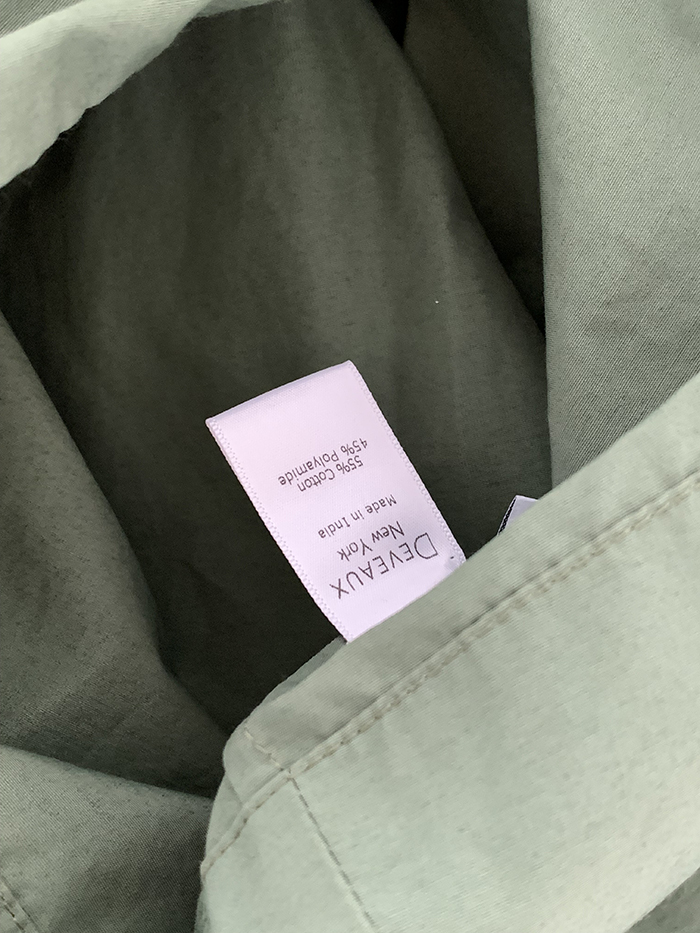 DEVEAUX
New York
Made in India
55% Cotton
45% Polyamide